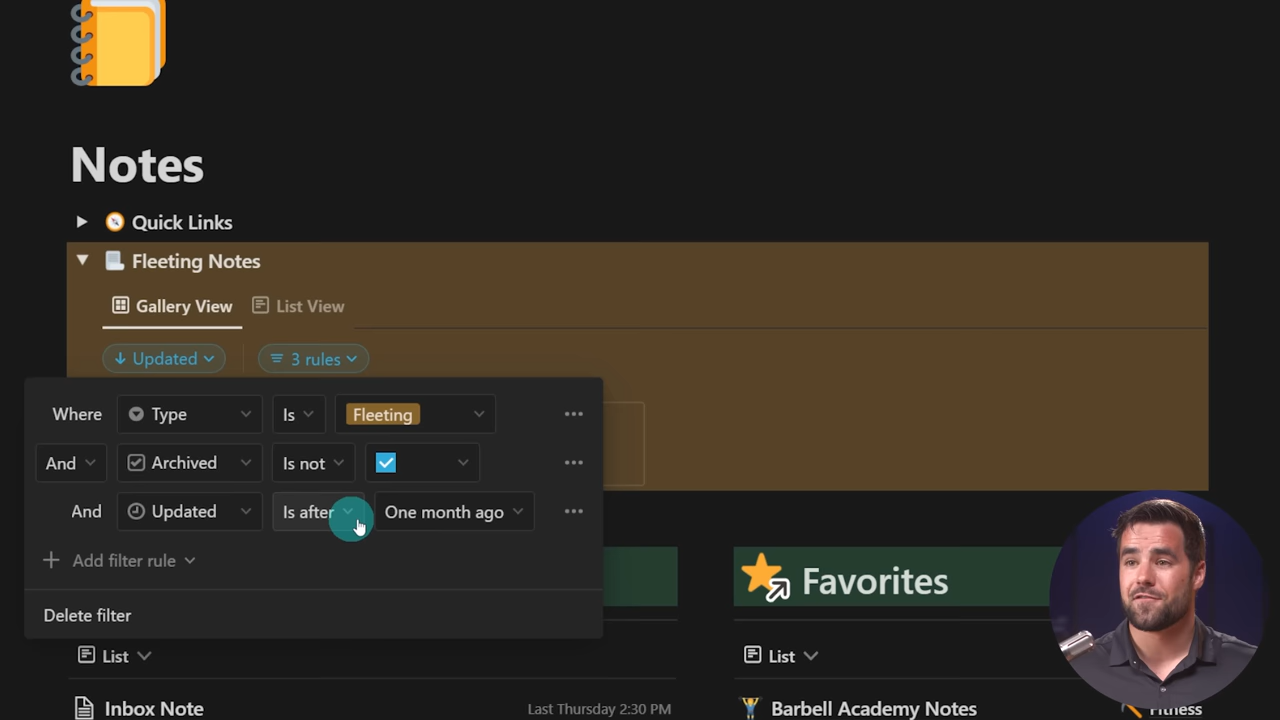 Notes
Quick Links
Fleeting Notes
Gallery View List View
Updated 3 rules
Where Type Is Fleeting
And Archived Is not
And Updated Is after One month ago
Add filter rule
Delete filter
Favorites
List List
Inbox Note Last Thursday 2:30 PM Barbell Academy Notes Fitness